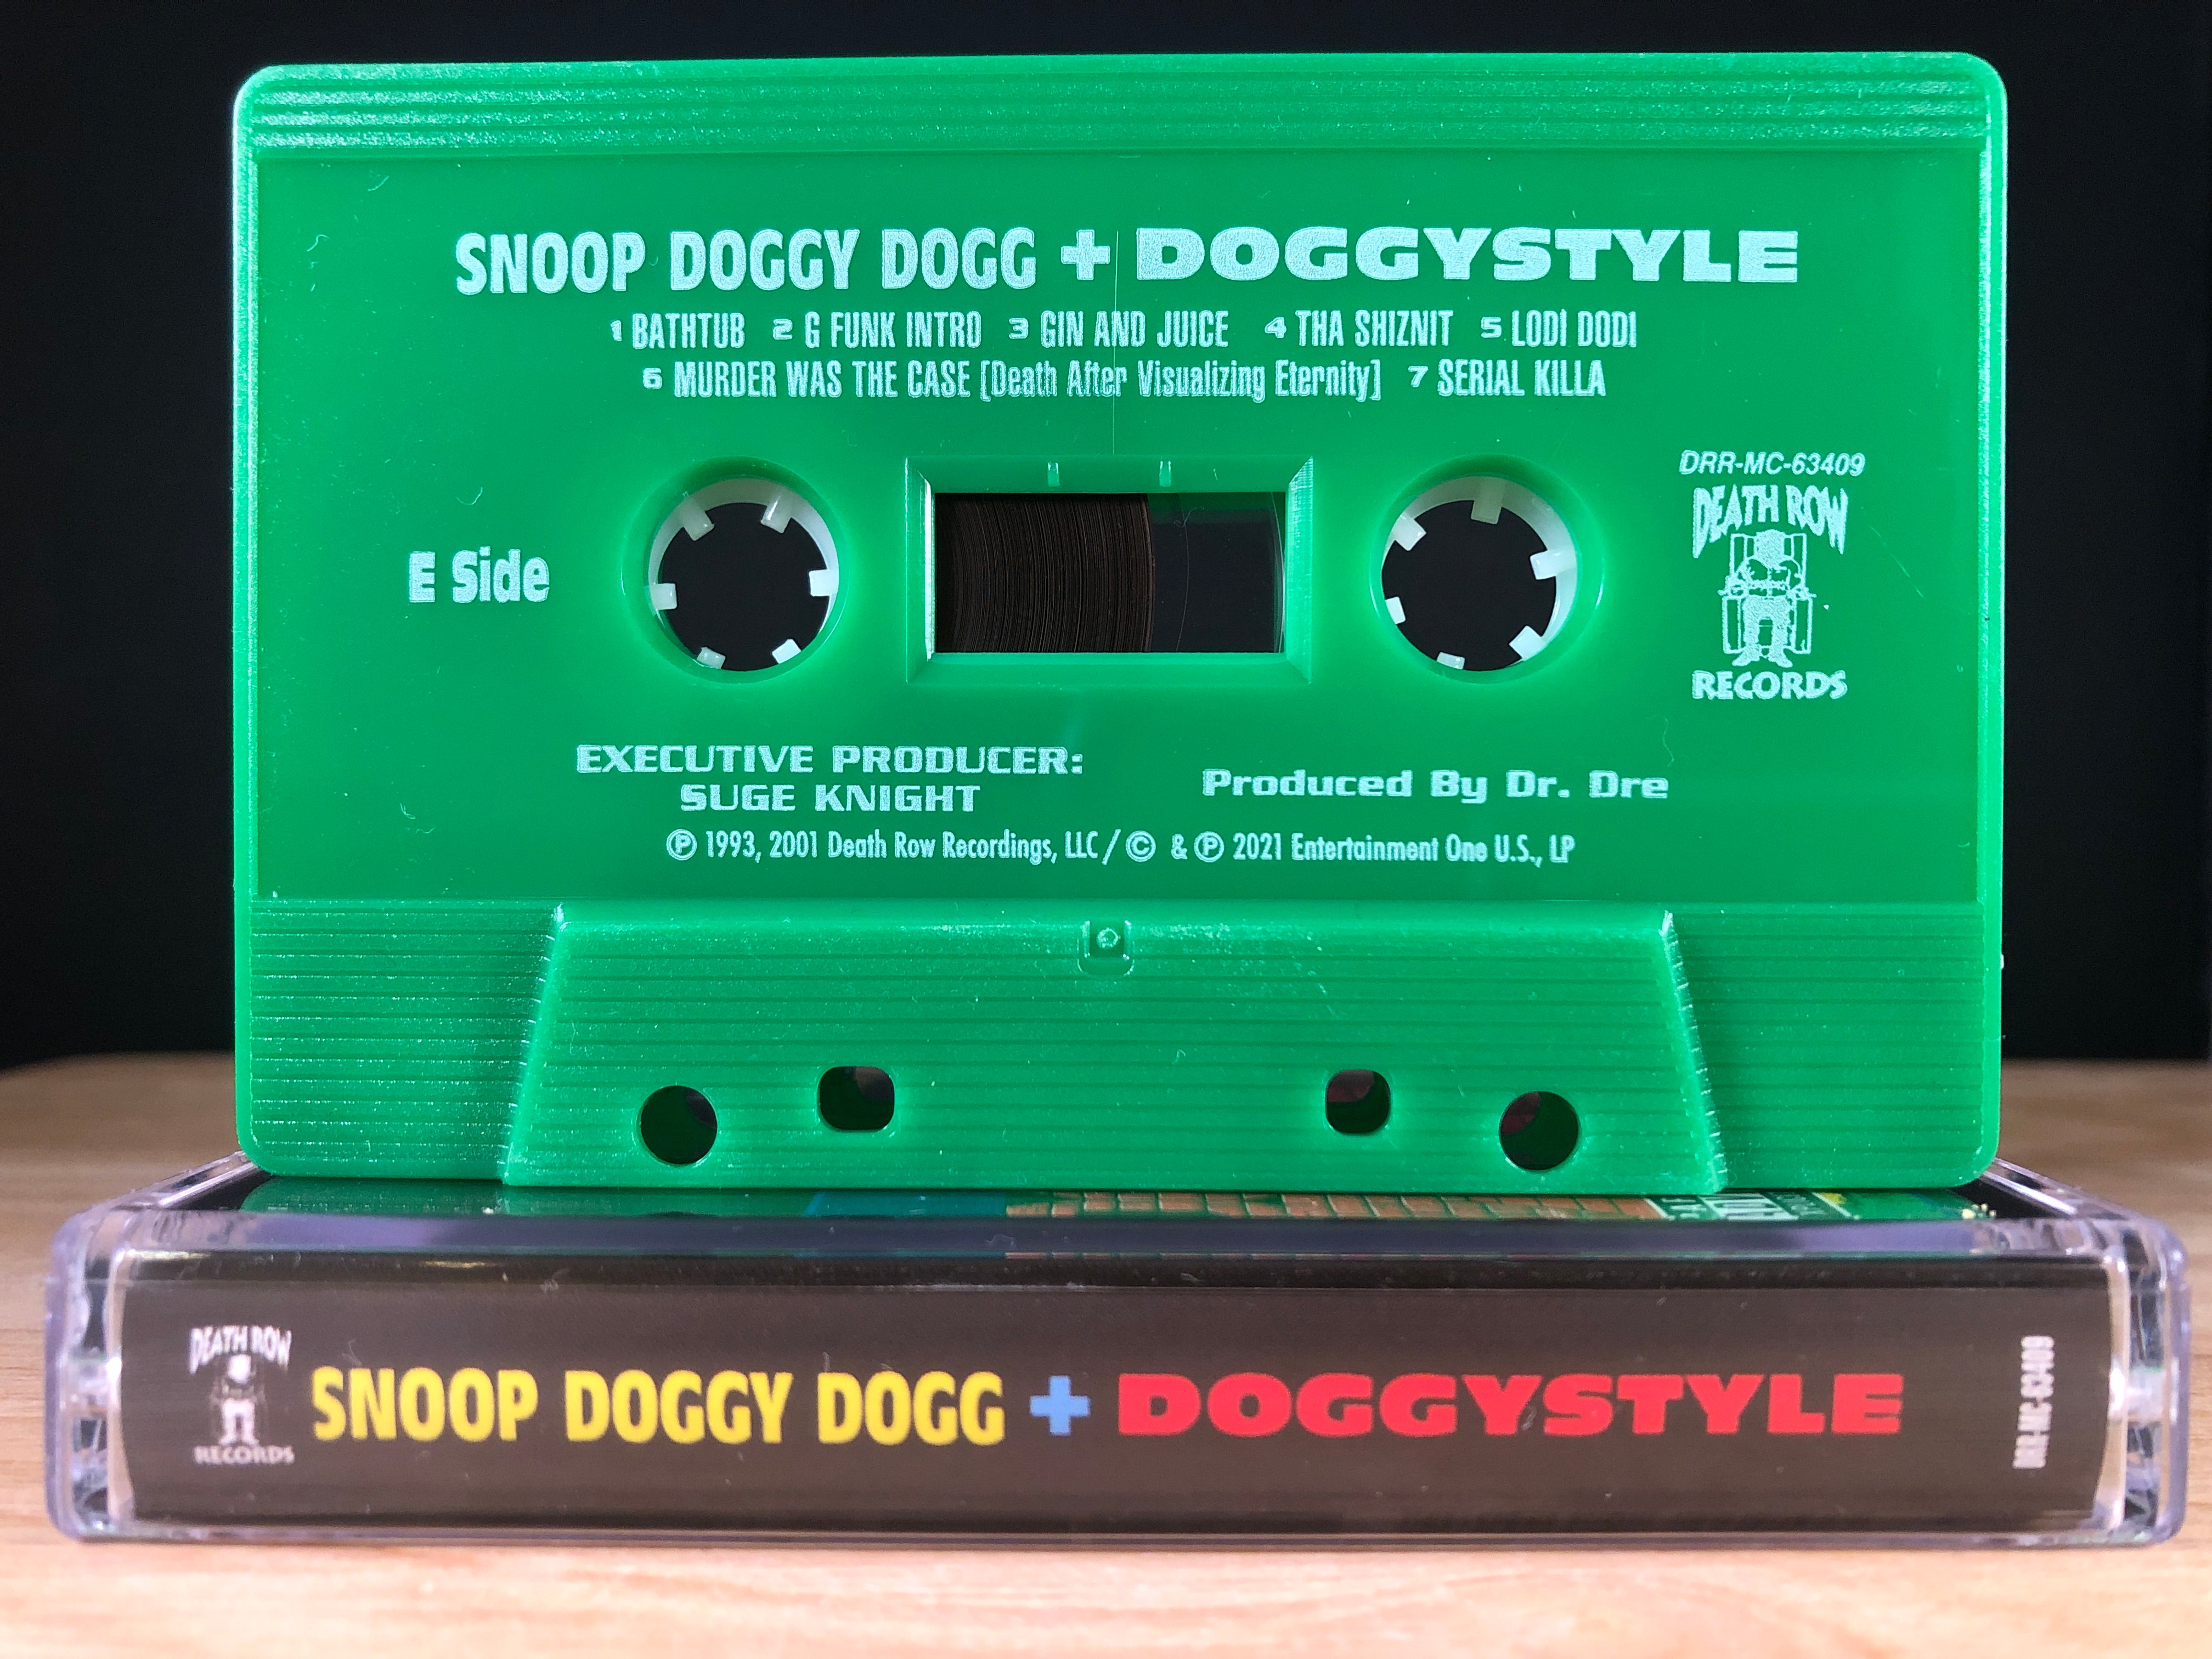 SNOOP DOGGY DOGG + DOGGYSTYLE
1 BATHTUB 2 G FUNK INTRO 3 GIN AND JUICE 4 THA SHIZNIT 5 LODI DODI
6 MURDER WAS THE CASE [Death After Visualizing Eternity] 7 SERIAL KILLA
DRR-MC-63409
DEATH ROW
RECORDS
E Side
EXECUTIVE PRODUCER:
SUGE KNIGHT
Produced By Dr. Dre
Ⓟ 1993, 2001 Death Row Recordings, LLC / © & Ⓟ 2021 Entertainment One U.S., LP
DEATH ROW
RECORDS
SNOOP DOGGY DOGG + DOGGYSTYLE
DRR-MC-63409